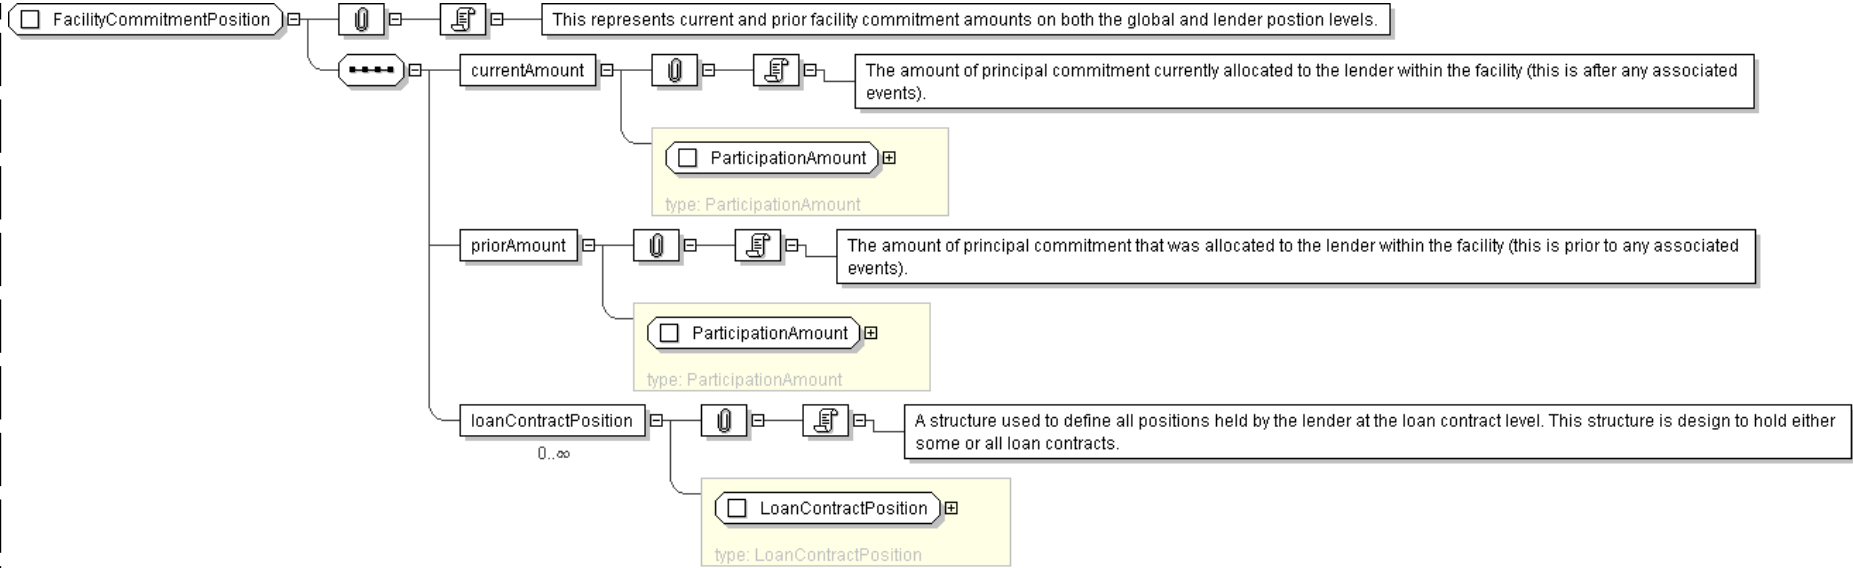 FacilityCommitmentPosition
This represents current and prior facility commitment amounts on both the global and lender postion levels.
currentAmount
The amount of principal commitment currently allocated to the lender within the facility (this is after any associated
events).
ParticipationAmount
type: ParticipationAmount
priorAmount
The amount of principal commitment that was allocated to the lender within the facility (this is prior to any associated
events).
ParticipationAmount
type: ParticipationAmount
loanContractPosition
0..∞
A structure used to define all positions held by the lender at the loan contract level. This structure is design to hold either
some or all loan contracts.
LoanContractPosition
type: LoanContractPosition